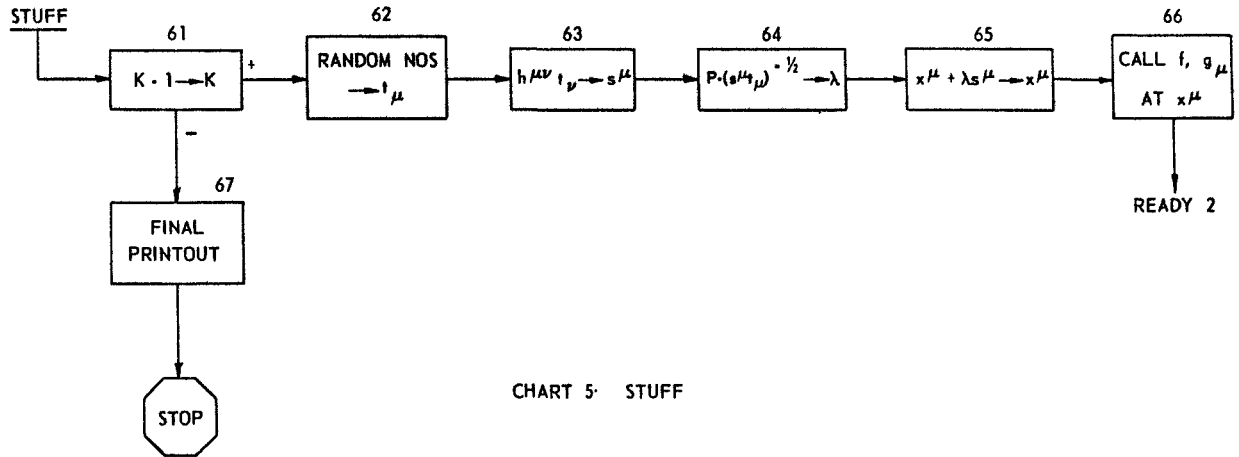 STUFF
61
K - 1 → K
+
-
62
RANDOM NOS
→ t_μ
63
h^{μν} t_ν → s^μ
64
P·(s^μ t_μ)^{-1/2} → λ
65
x^μ + λs^μ → x^μ
66
CALL f, g_μ
AT x^μ
READY 2
67
FINAL
PRINTOUT
STOP
CHART 5· STUFF